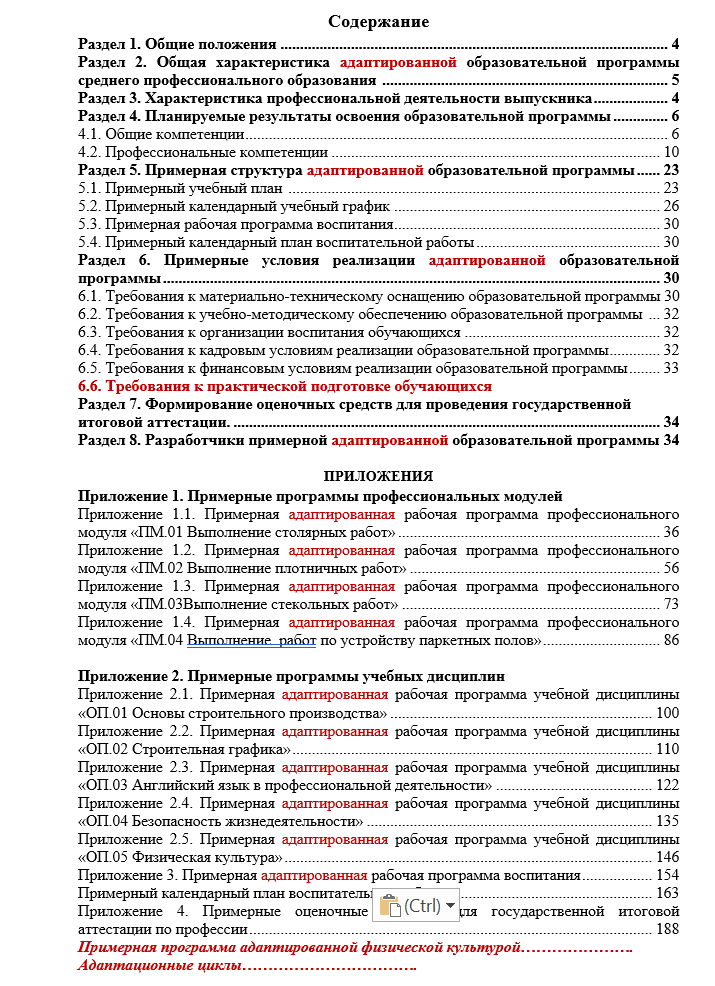 Содержание
Раздел 1. Общие положения ........ 4
Раздел 2. Общая характеристика адаптированной образовательной программы
среднего профессионального образования ........ 5
Раздел 3. Характеристика профессиональной деятельности выпускника ........ 4
Раздел 4. Планируемые результаты освоения образовательной программы ........ 6
4.1. Общие компетенции ........ 6
4.2. Профессиональные компетенции ........ 10
Раздел 5. Примерная структура адаптированной образовательной программы ...... 23
5.1. Примерный учебный план ........ 23
5.2. Примерный календарный учебный график ........ 26
5.3. Примерная рабочая программа воспитания ........ 30
5.4. Примерный календарный план воспитательной работы ........ 30
Раздел 6. Примерные условия реализации адаптированной образовательной
программы ........ 30
6.1. Требования к материально-техническому оснащению образовательной программы 30
6.2. Требования к учебно-методическому обеспечению образовательной программы ... 32
6.3. Требования к организации воспитания обучающихся ........ 32
6.4. Требования к кадровым условиям реализации образовательной программы ........ 32
6.5. Требования к финансовым условиям реализации образовательной программы ........ 33
6.6. Требования к практической подготовке обучающихся
Раздел 7. Формирование оценочных средств для проведения государственной
итоговой аттестации. ........ 34
Раздел 8. Разработчики примерной адаптированной образовательной программы 34
ПРИЛОЖЕНИЯ
Приложение 1. Примерные программы профессиональных модулей
Приложение 1.1. Примерная адаптированная рабочая программа профессионального
модуля «ПМ.01 Выполнение столярных работ» ........ 36
Приложение 1.2. Примерная адаптированная рабочая программа профессионального
модуля «ПМ.02 Выполнение плотничных работ» ........ 56
Приложение 1.3. Примерная адаптированная рабочая программа профессионального
модуля «ПМ.03Выполнение стекольных работ» ........ 73
Приложение 1.4. Примерная адаптированная рабочая программа профессионального
модуля «ПМ.04 Выполнение работ по устройству паркетных полов» ........ 86
Приложение 2. Примерные программы учебных дисциплин
Приложение 2.1. Примерная адаптированная рабочая программа учебной дисциплины
«ОП.01 Основы строительного производства» ........ 100
Приложение 2.2. Примерная адаптированная рабочая программа учебной дисциплины
«ОП.02 Строительная графика» ........ 110
Приложение 2.3. Примерная адаптированная рабочая программа учебной дисциплины
«ОП.03 Английский язык в профессиональной деятельности» ........ 122
Приложение 2.4. Примерная адаптированная рабочая программа учебной дисциплины
«ОП.04 Безопасность жизнедеятельности» ........ 135
Приложение 2.5. Примерная адаптированная рабочая программа учебной дисциплины
«ОП.05 Физическая культура» ........ 146
Приложение 3. Примерная адаптированная рабочая программа воспитания ........ 154
Примерный календарный план ........ 163
(Ctrl)
Приложение 4. Примерные оценочные для государственной итоговой
аттестации по профессии ........ 188
Примерная программа адаптированной физической культурой………………….
Адаптационные циклы…………………………….